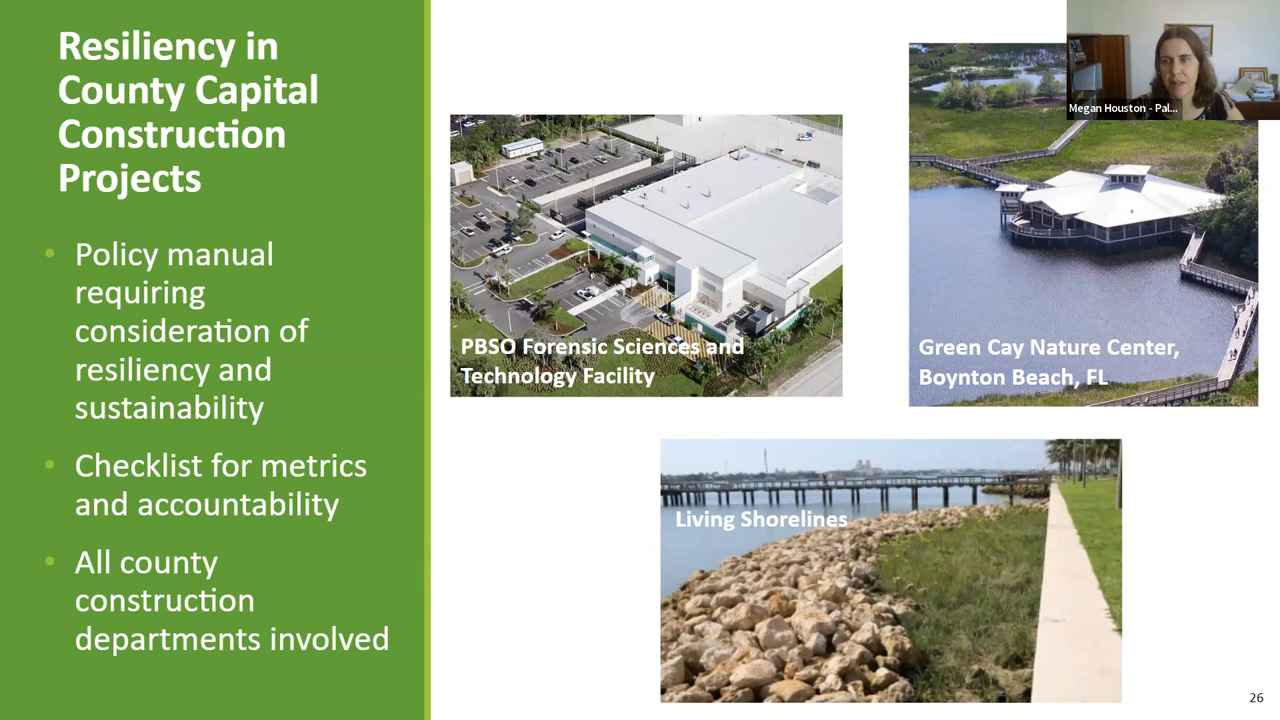 Resiliency in
County Capital
Construction
Projects
• Policy manual
requiring
consideration of
resiliency and
sustainability
• Checklist for metrics
and accountability
• All county
construction
departments involved
PBSO Forensic Sciences and
Technology Facility
Megan Houston - Pal...
Green Cay Nature Center,
Boynton Beach, FL
Living Shorelines
26